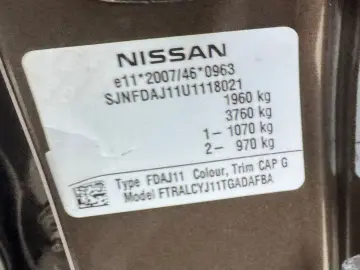 NISSAN
e11*2007/46*0963
SJNFDAJ11U1118021
1960 kg
3760 kg
1- 1070 kg
2- 970 kg
Type FDAJ11 Colour, Trim CAP G
Model FTRALCYJ11TGADAFBA